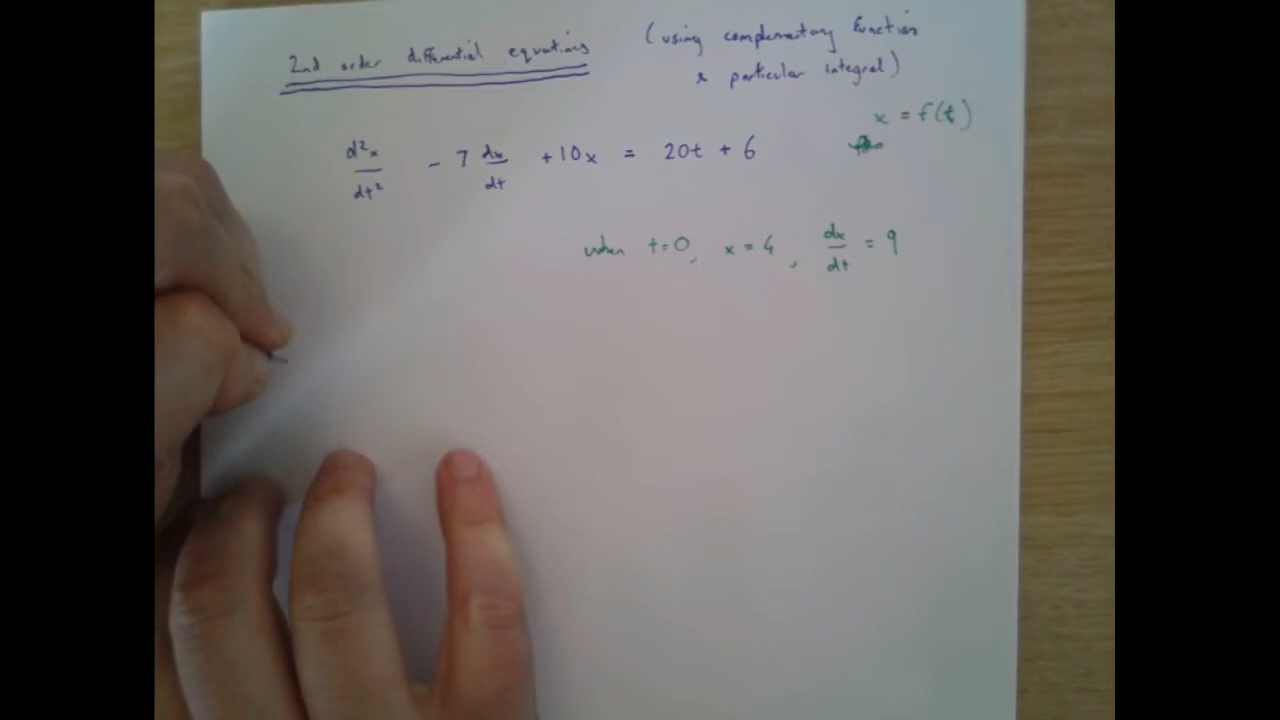 2nd order differential equations (using complementary function
& particular integral)
x = f(t)
d²x/dt² - 7 dx/dt + 10x = 20t + 6
when t=0, x = 4, dx/dt = 9